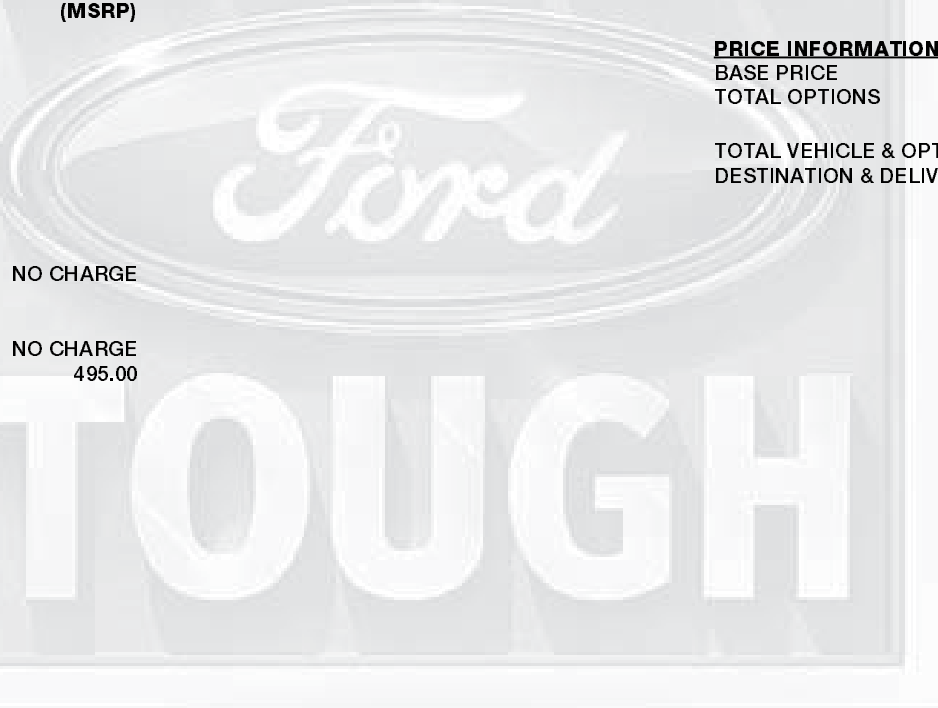 (MSRP)
PRICE INFORMATION
BASE PRICE
TOTAL OPTIONS
TOTAL VEHICLE & OPT
DESTINATION & DELIV
Ford
NO CHARGE
NO CHARGE
495.00
TOUGH